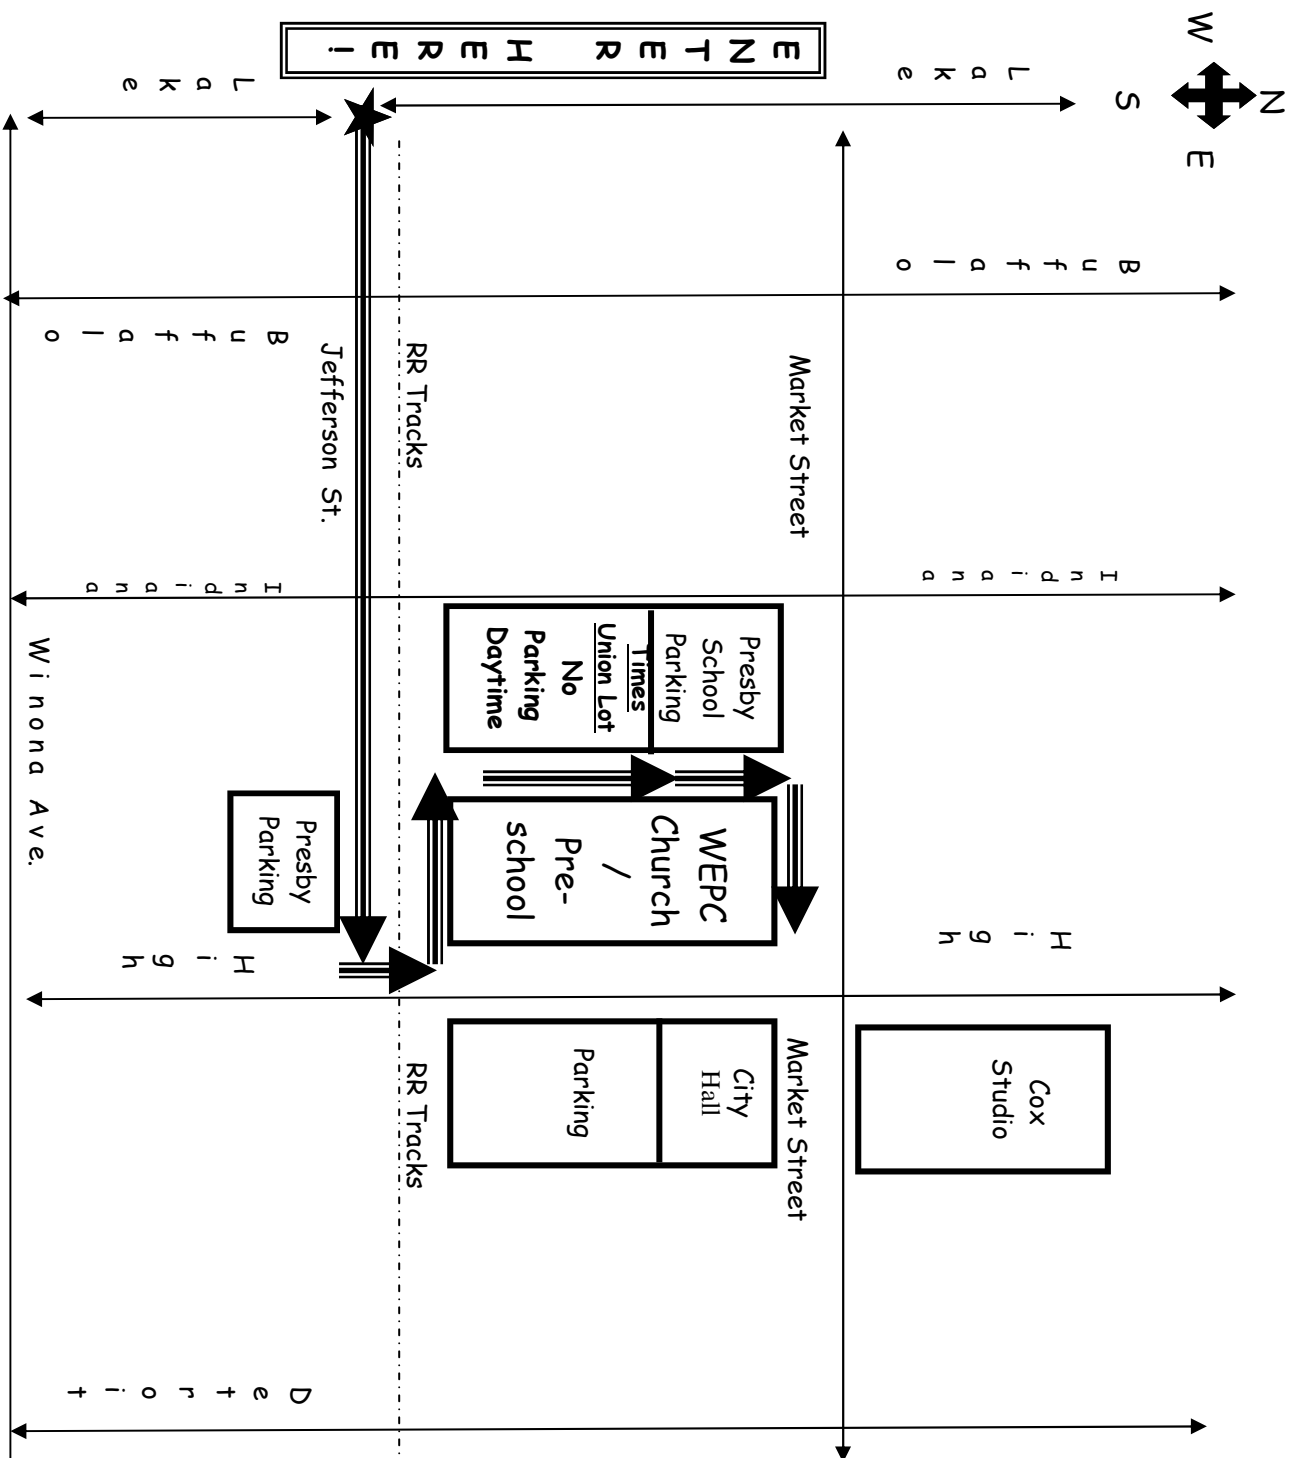 N
W
E
S
Lake
Buffalo
Indiana
High
Cox
Studio
Market Street
Market Street
Presby
School
Parking
Times
Union Lot
No
Parking
Daytime
WEPC
Church
/
Pre-
school
City
Hall
Parking
ENTER HERE!
RR Tracks
RR Tracks
Jefferson St.
Presby
Parking
Lake
Buffalo
Indiana
High
Detroit
Winona Ave.